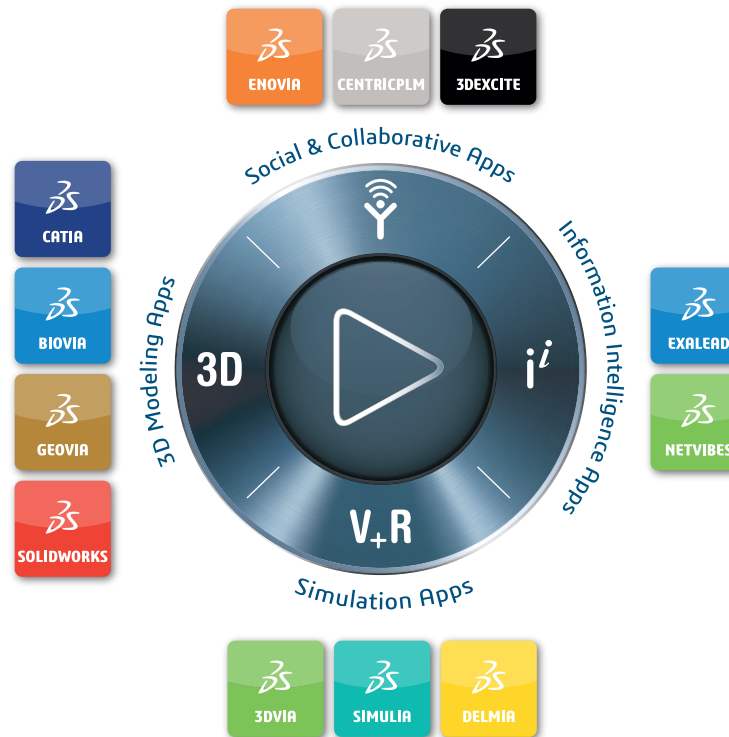 ENOVIA
CENTRICPLM
3DEXCITE
Social & Collaborative Apps
CATIA
BIOVIA
GEOVIA
SOLIDWORKS
3D Modeling Apps
3D
i i
Information Intelligence Apps
EXALEAD
NETVIBES
V+R
Simulation Apps
3DVIA
SIMULIA
DELMIA